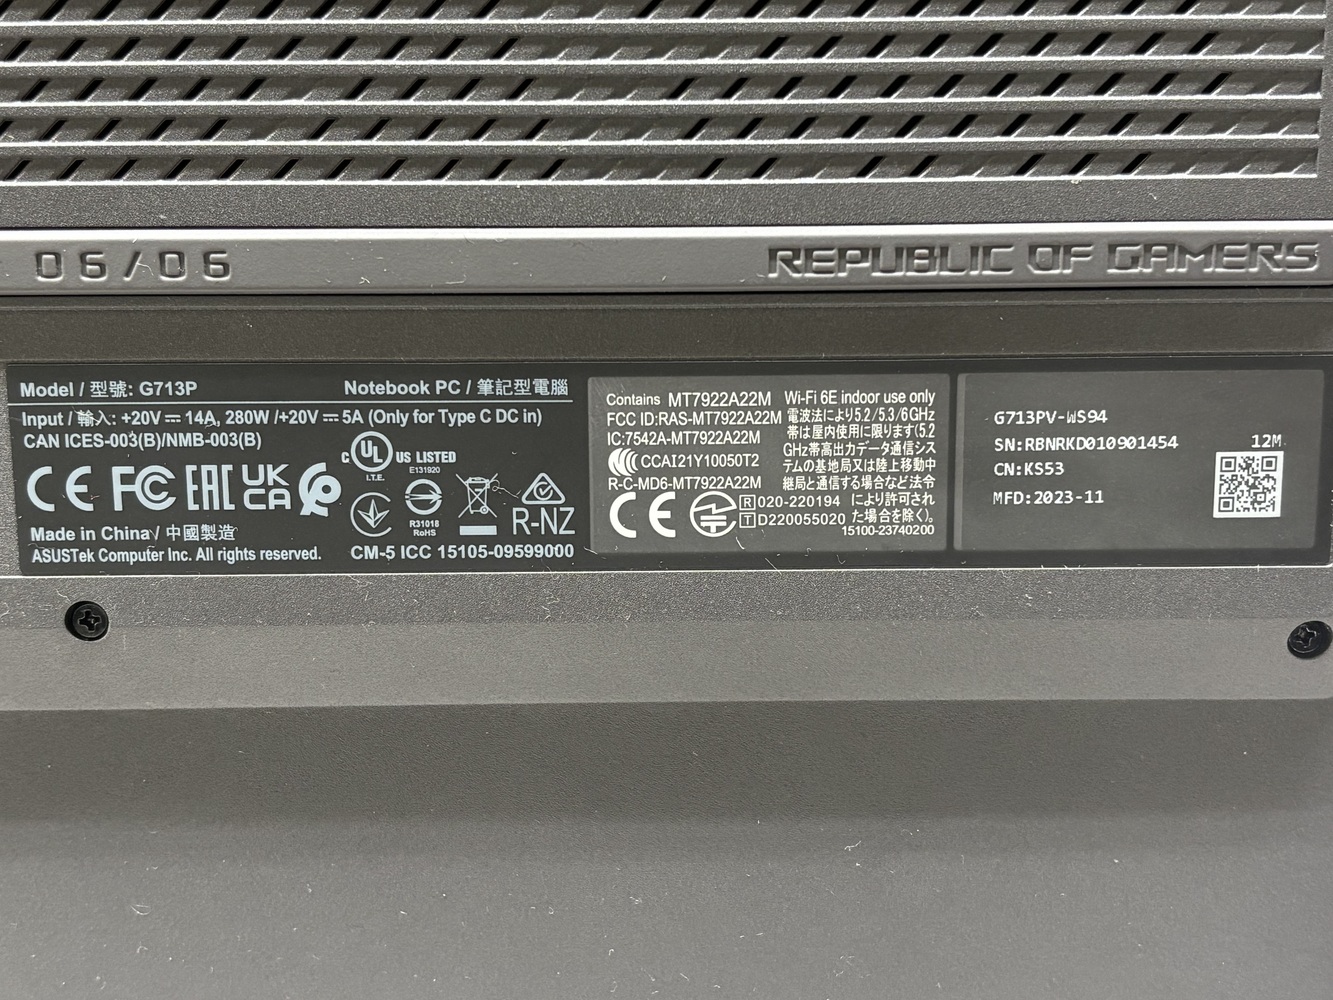 06/06
REPUBLIC OF GAMERS
Model / 型號: G713P
Notebook PC / 筆記型電腦
Input / 輸入: +20V ⎓ 14A, 280W /+20V ⎓ 5A (Only for Type C DC in)
CAN ICES-003(B)/NMB-003(B)
CE FC EAC UKCA
c UL US LISTED
E131920
I.T.E.
R31018
RoHS
R-NZ
Made in China / 中國製造
ASUSTek Computer Inc. All rights reserved.
CM-5 ICC 15105-09599000
Contains MT7922A22M
FCC ID:RAS-MT7922A22M
IC:7542A-MT7922A22M
CCAI21Y10050T2
R-C-MD6-MT7922A22M
CE
R 020-220194
T D220055020
Wi-Fi 6E indoor use only
電波法により5.2/5.3/6GHz
帯は屋内使用に限ります(5.2
GHz帯高出力データ通信シス
テムの基地局又は陸上移動中
継局と通信する場合など法令
により許可され
た場合を除く)。
15100-23740200
G713PV-WS94
SN:RBNRKD010901454
CN:KS53
MFD:2023-11
12M